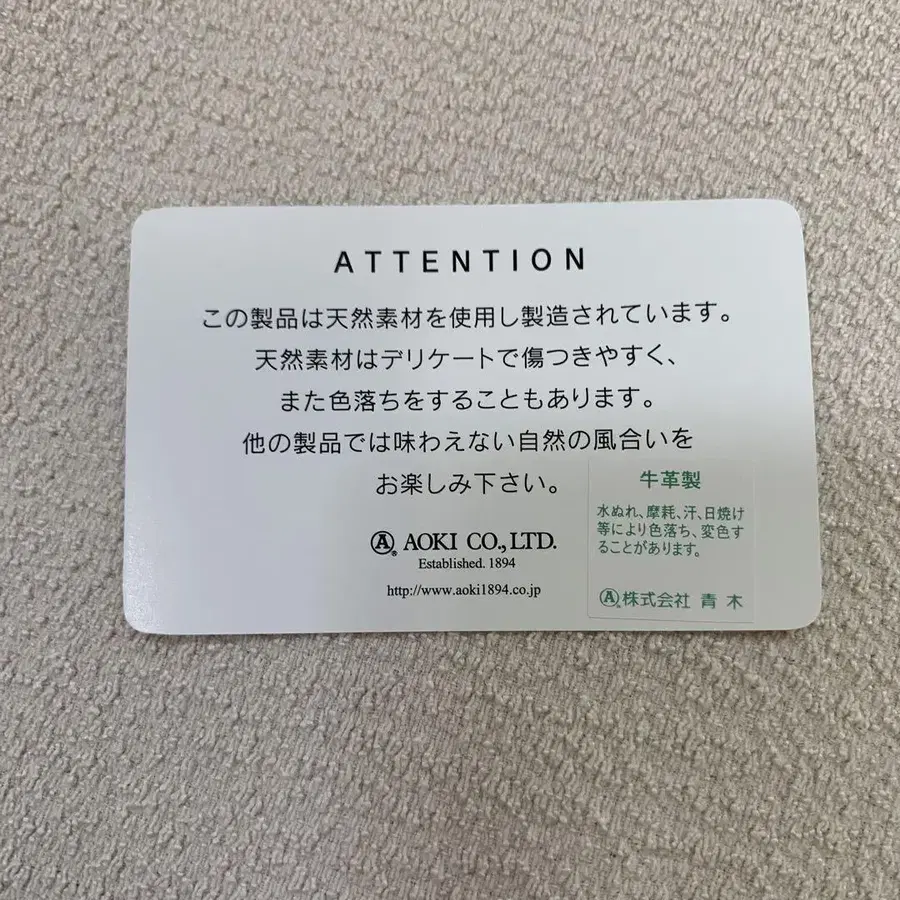 ATTENTION
この製品は天然素材を使用し製造されています。
天然素材はデリケートで傷つきやすく、
また色落ちをすることもあります。
他の製品では味わえない自然の風合いを
お楽しみ下さい。
Ⓐ® AOKI CO.,LTD.
Established. 1894
http://www.aoki1894.co.jp
牛革製
水ぬれ、摩耗、汗、日焼け
等により色落ち、変色す
ることがあります。
Ⓐ®株式会社 青木